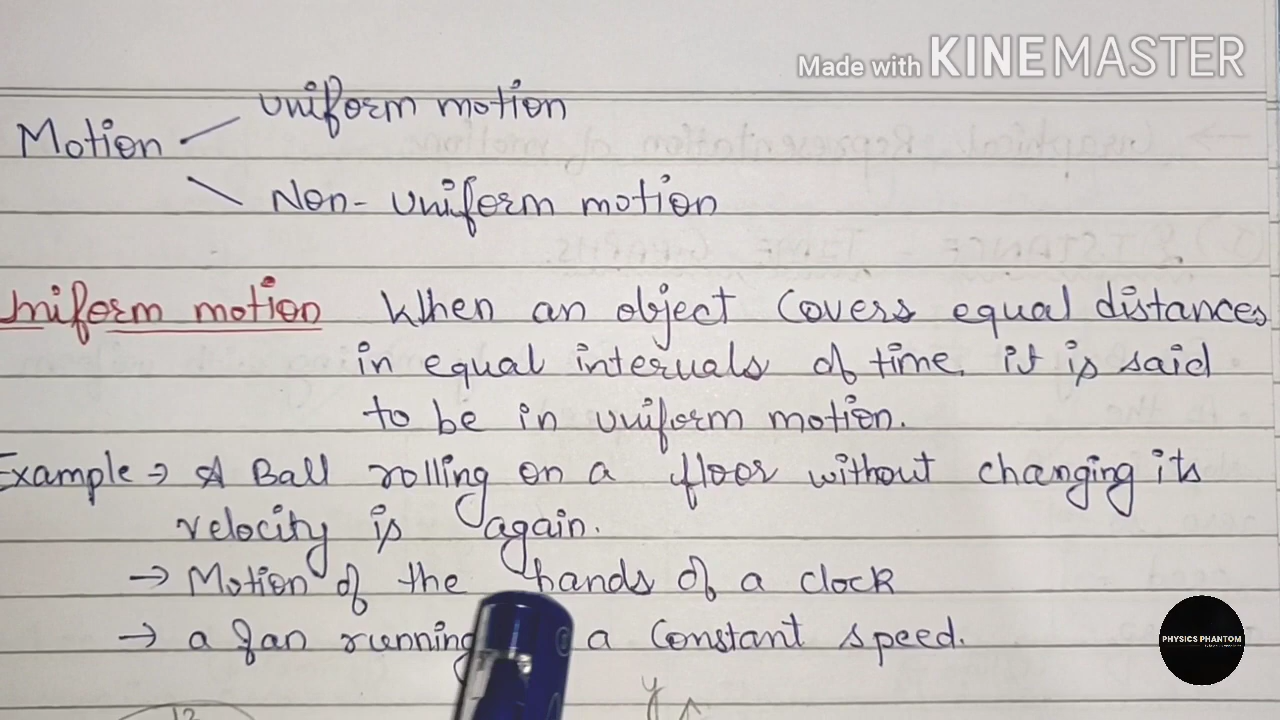 Made with KINEMASTER
uniform motion
Motion
Non-uniform motion
uniform motion When an object covers equal distances
in equal intervals of time, it is said
to be in uniform motion.
Example → A Ball rolling on a floor without changing its
velocity is again.
→ Motion of the hands of a clock
→ a fan running a constant speed.
PHYSICS PHANTOM
12
y